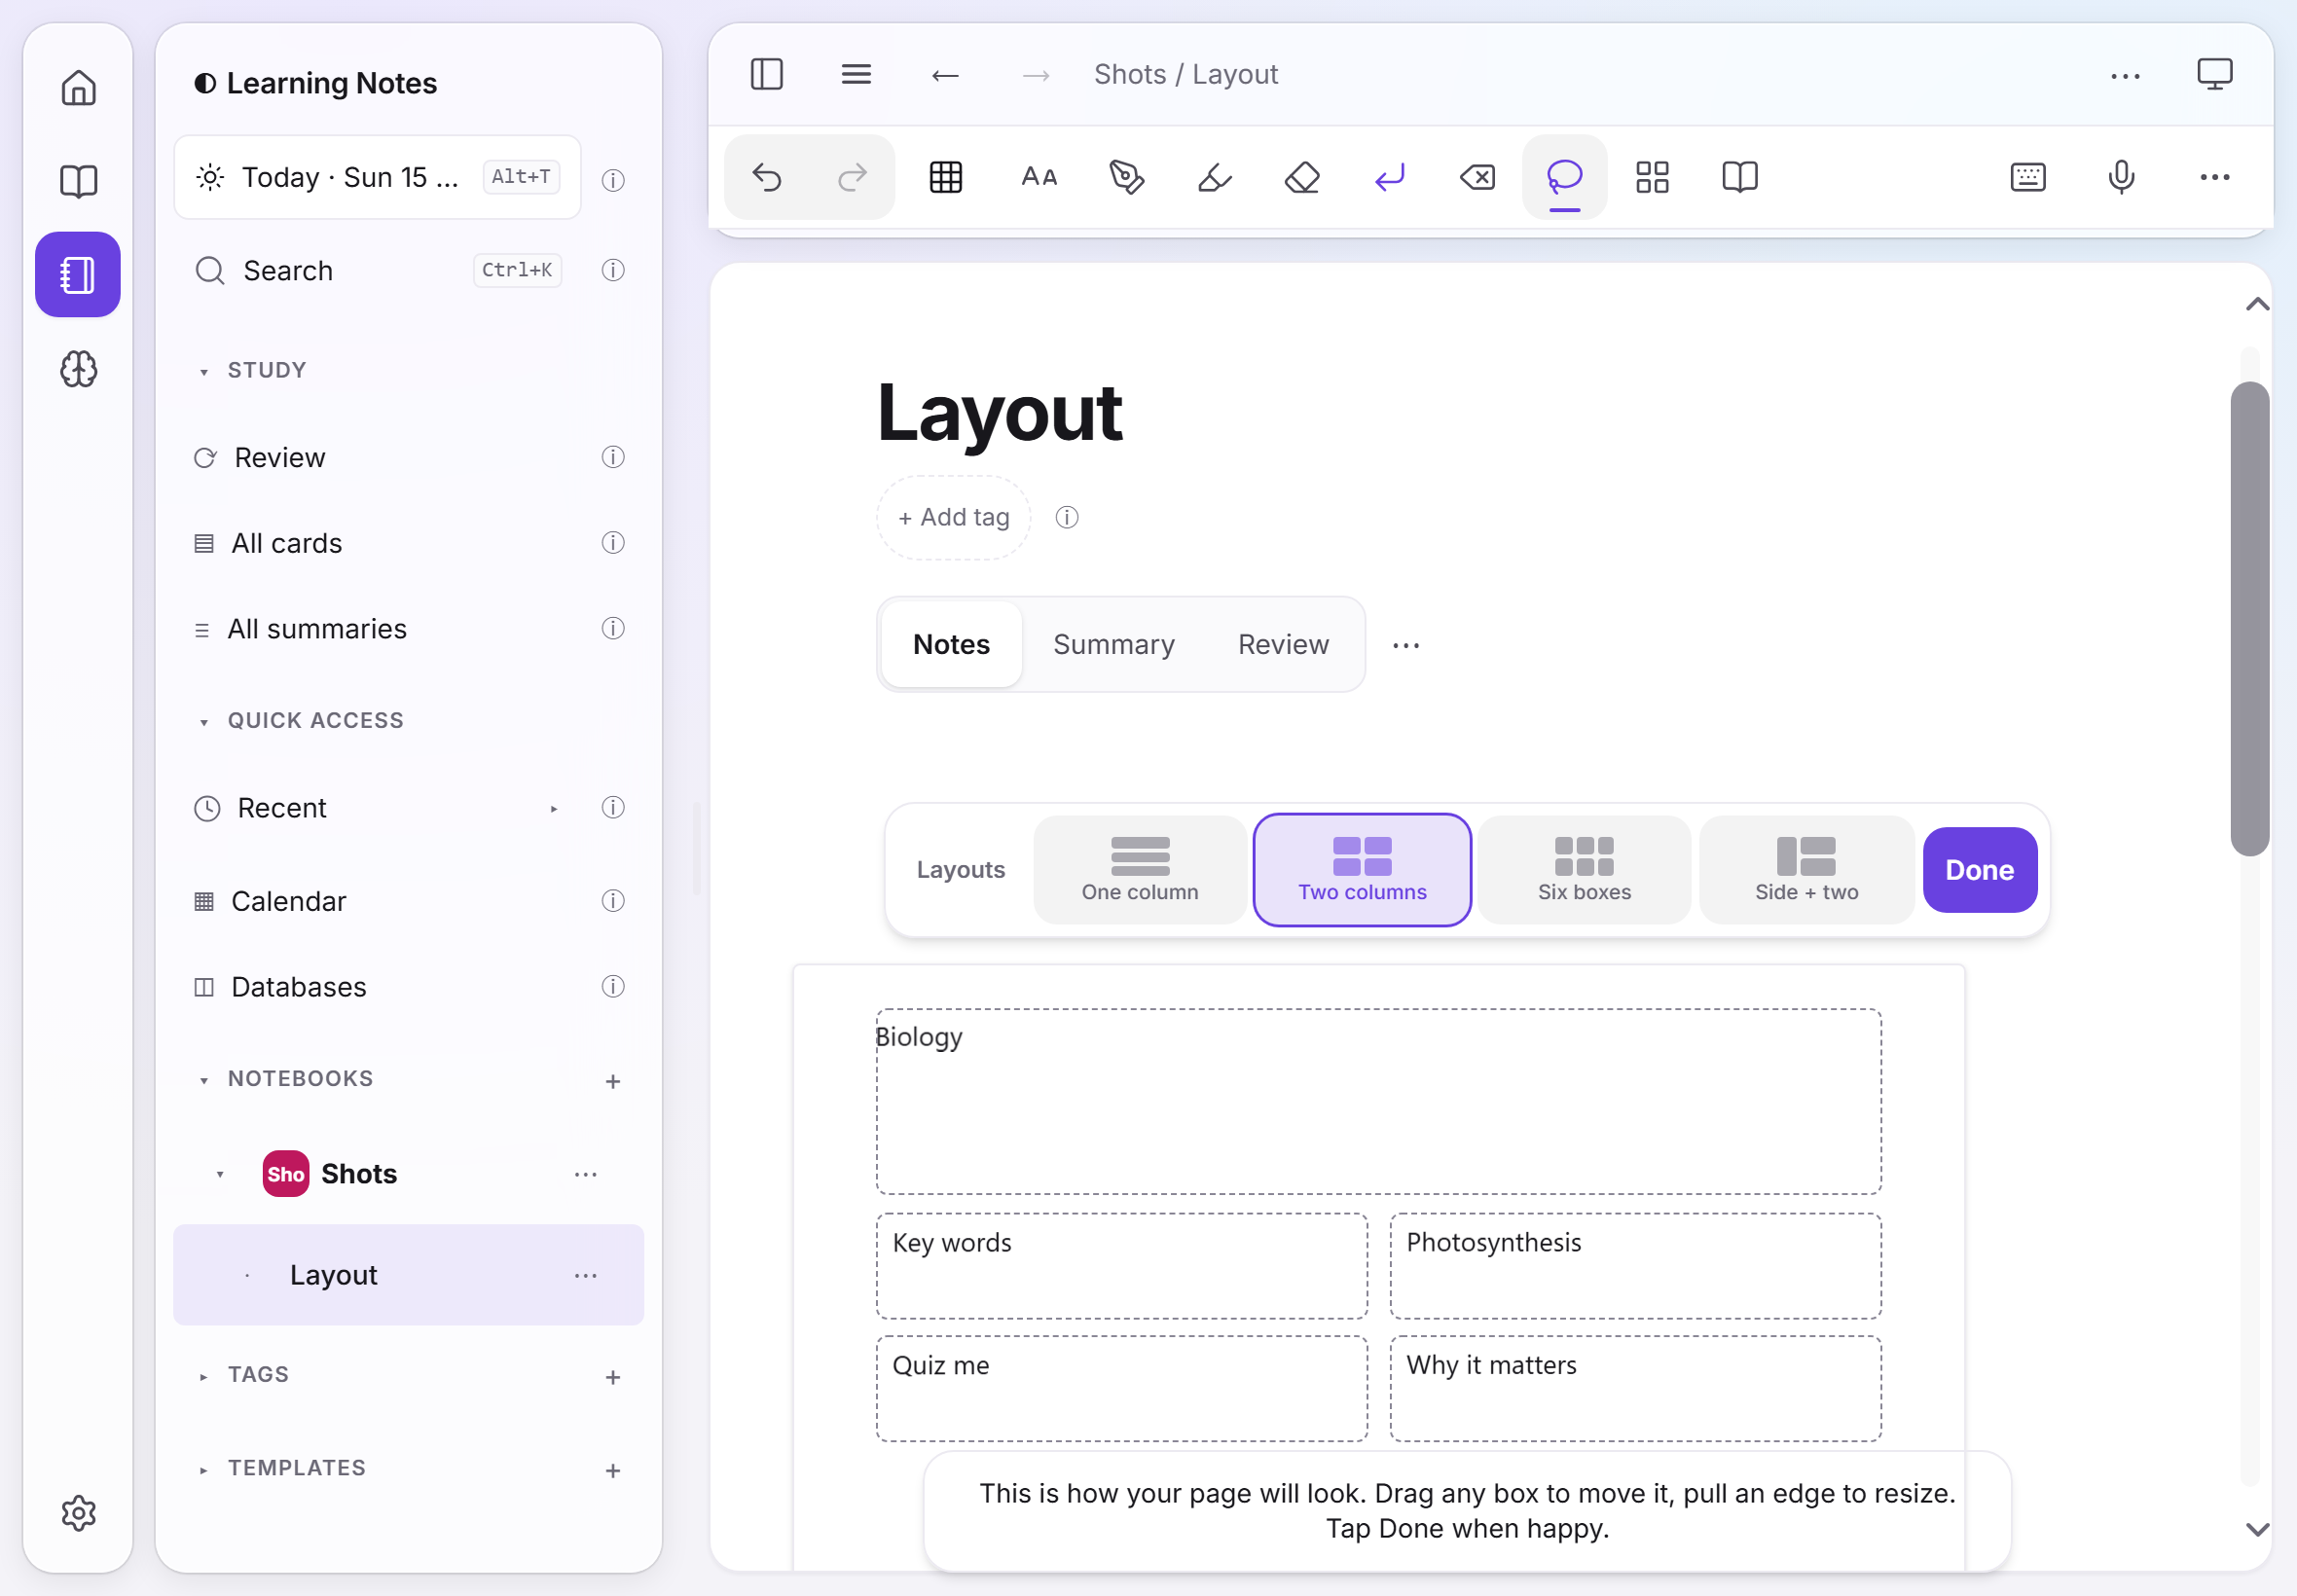 Learning Notes
Today · Sun 15 ...
Alt+T
Search
Ctrl+K
STUDY
Review
All cards
All summaries
QUICK ACCESS
Recent
Calendar
Databases
NOTEBOOKS
+
Sho
Shots
Layout
TAGS
+
TEMPLATES
+
Shots / Layout
AA
Layout
+ Add tag
Notes
Summary
Review
Layouts
One column
Two columns
Six boxes
Side + two
Done
Biology
Key words
Photosynthesis
Quiz me
Why it matters
This is how your page will look. Drag any box to move it, pull an edge to resize.
Tap Done when happy.